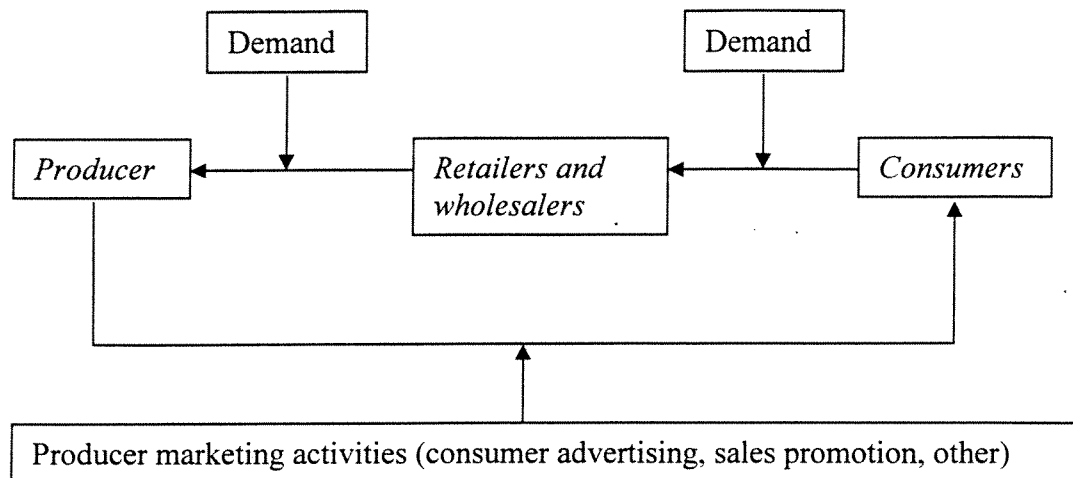 Demand
Demand
Producer
Retailers and
wholesalers
Consumers
Producer marketing activities (consumer advertising, sales promotion, other)